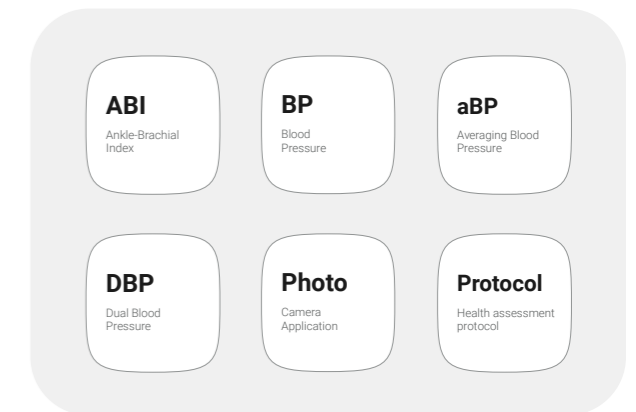 ABI
Ankle-Brachial
Index
BP
Blood
Pressure
aBP
Averaging Blood
Pressure
DBP
Dual Blood
Pressure
Photo
Camera
Application
Protocol
Health assessment
protocol